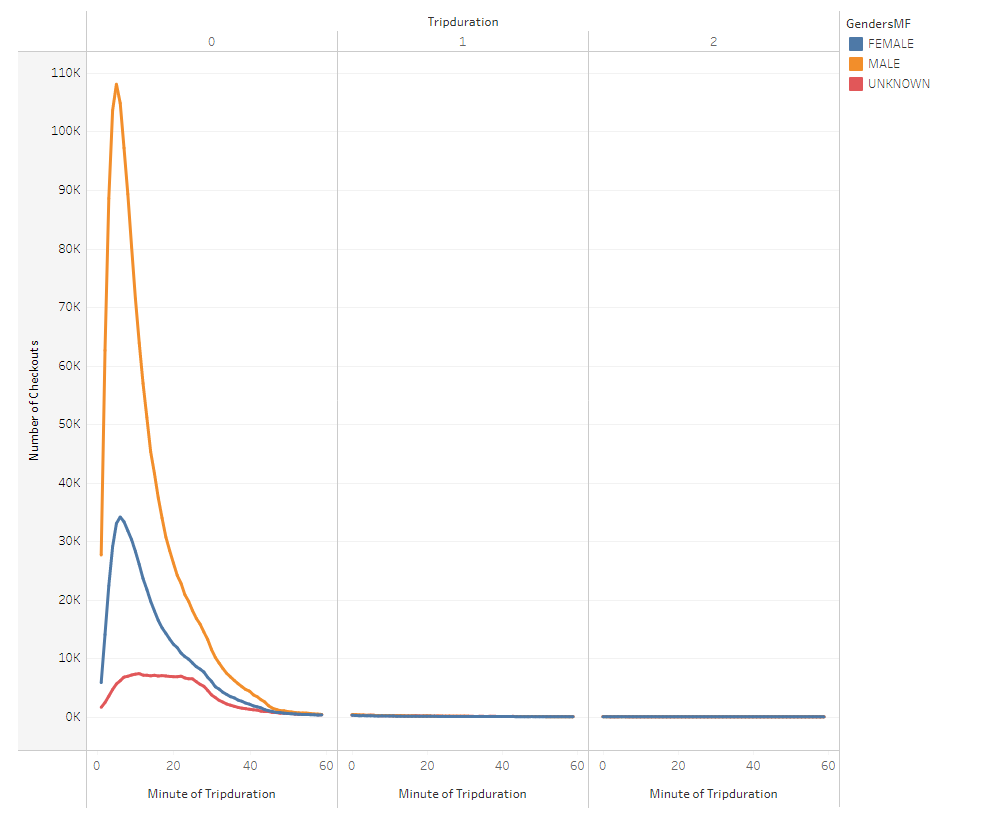 Tripduration
GendersMF
0 1 2
FEMALE
MALE
UNKNOWN
110K
100K
90K
80K
70K
60K
50K
40K
30K
20K
10K
0K
Number of Checkouts
0 20 40 60 0 20 40 60 0 20 40 60
Minute of Tripduration Minute of Tripduration Minute of Tripduration